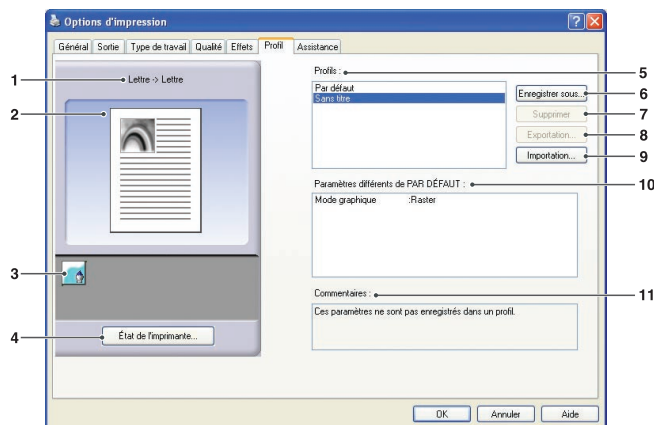 Options d'impression
Général Sortie Type de travail Qualité Effets Profil Assistance
1 Lettre -> Lettre
2
3
4 État de l'imprimante...
Profils : 5
Par défaut
Sans titre
Enregistrer sous... 6
Supprimer 7
Exportation... 8
Importation... 9
Paramètres différents de PAR DÉFAUT : 10
Mode graphique :Raster
Commentaires : 11
Ces paramètres ne sont pas enregistrés dans un profil.
OK Annuler Aide